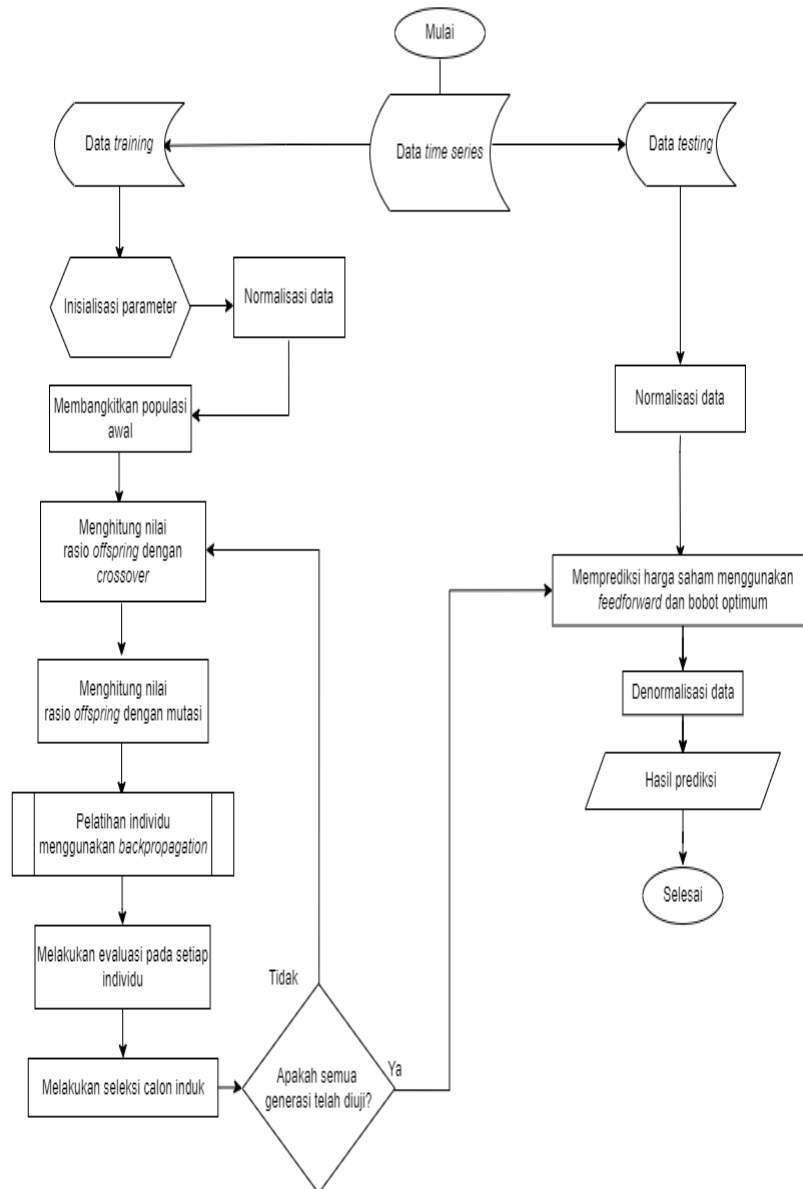 Mulai
Data training
Data time series
Data testing
Inisialisasi parameter
Normalisasi data
Membangkitkan populasi
awal
Menghitung nilai
rasio offspring dengan
crossover
Menghitung nilai
rasio offspring dengan mutasi
Pelatihan individu
menggunakan backpropagation
Melakukan evaluasi pada setiap
individu
Melakukan seleksi calon induk
Tidak
Apakah semua
generasi telah diuji?
Ya
Normalisasi data
Memprediksi harga saham menggunakan
feedforward dan bobot optimum
Denormalisasi data
Hasil prediksi
Selesai